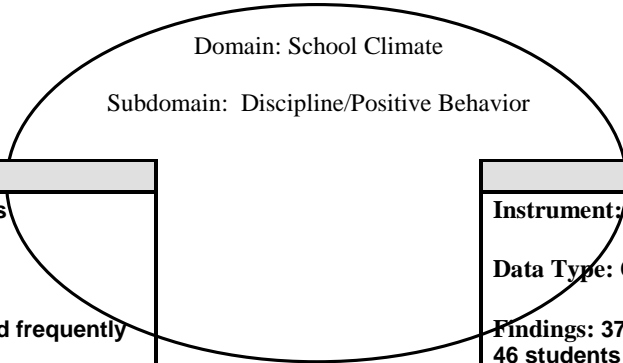 Domain: School Climate
Subdomain: Discipline/Positive Behavior
s
Instrument:
Data Type:
d frequently
Findings: 37
46 students